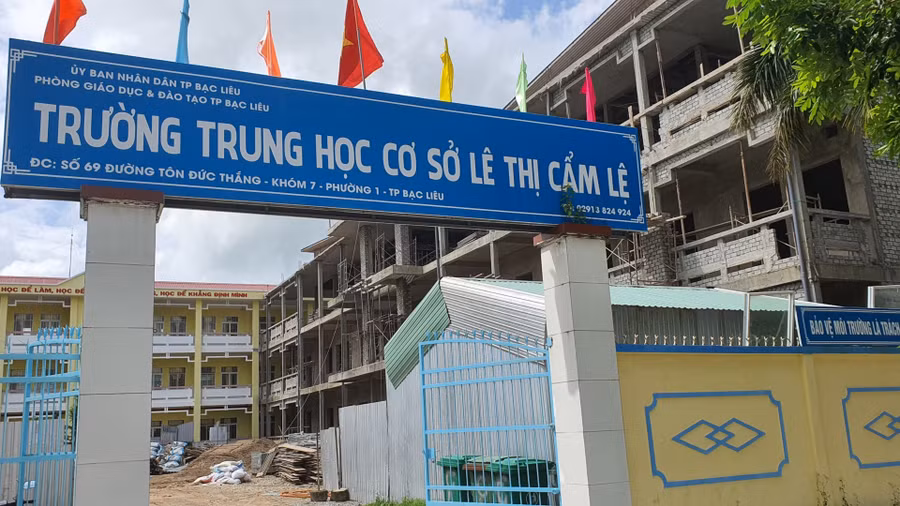 ỦY BAN NHÂN DÂN TP BẠC LIÊU
PHÒNG GIÁO DỤC & ĐÀO TẠO TP BẠC LIÊU
TRƯỜNG TRUNG HỌC CƠ SỞ LÊ THỊ CẨM LỆ
ĐC: SỐ 69 ĐƯỜNG TÔN ĐỨC THẮNG - KHÓM 7 - PHƯỜNG 1 - TP BẠC LIÊU
02913 824 924
HỌC ĐỂ LÀM, HỌC ĐỂ
HỌC ĐỂ KHẲNG ĐỊNH MÌNH
BẢO VỆ MÔI TRƯỜNG LÀ TRÁCH